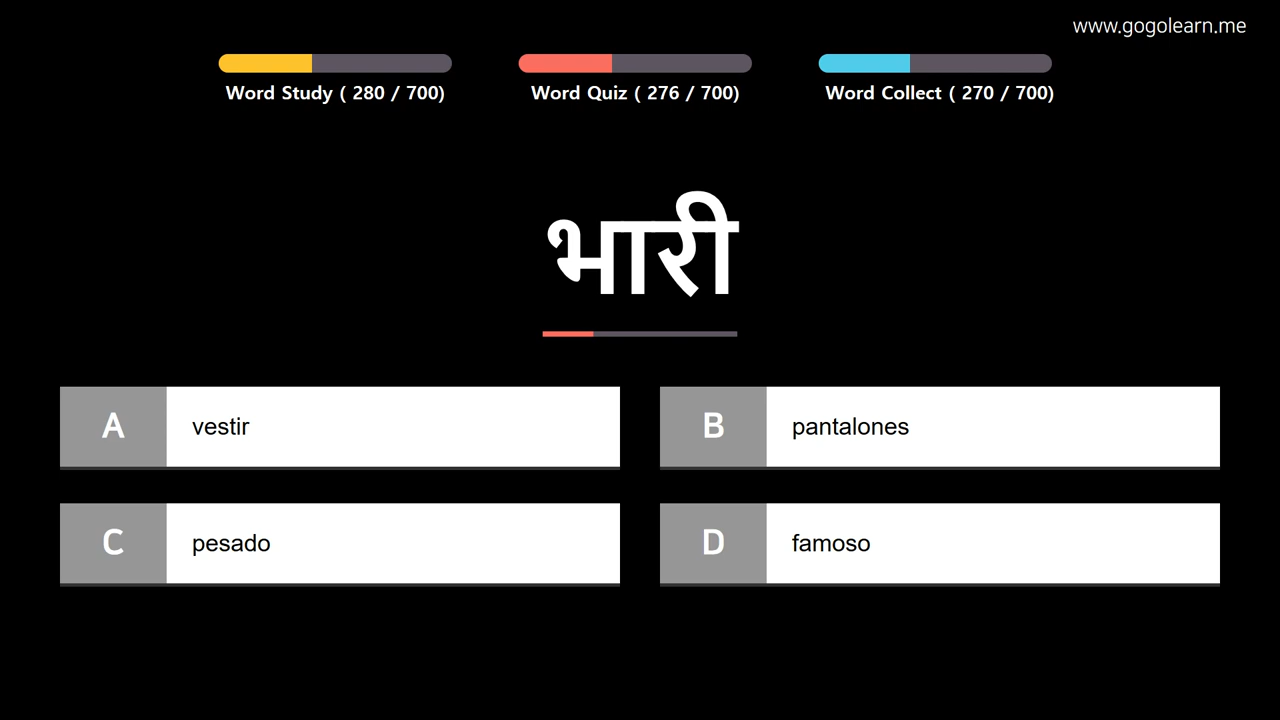 www.gogolearn.me
Word Study ( 280 / 700)
Word Quiz ( 276 / 700)
Word Collect ( 270 / 700)
भारी
A vestir
B pantalones
C pesado
D famoso